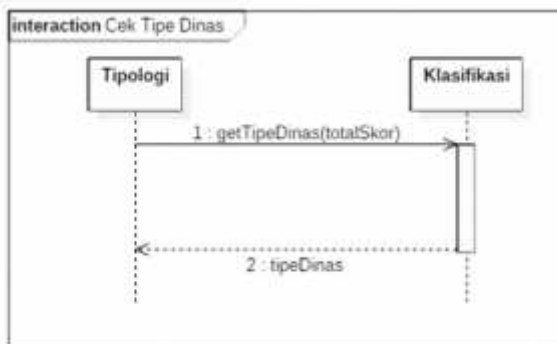 interaction Cek Tipe Dinas
Tipologi
Klasifikasi
1 : getTipeDinas(totalSkor)
2 : tipeDinas